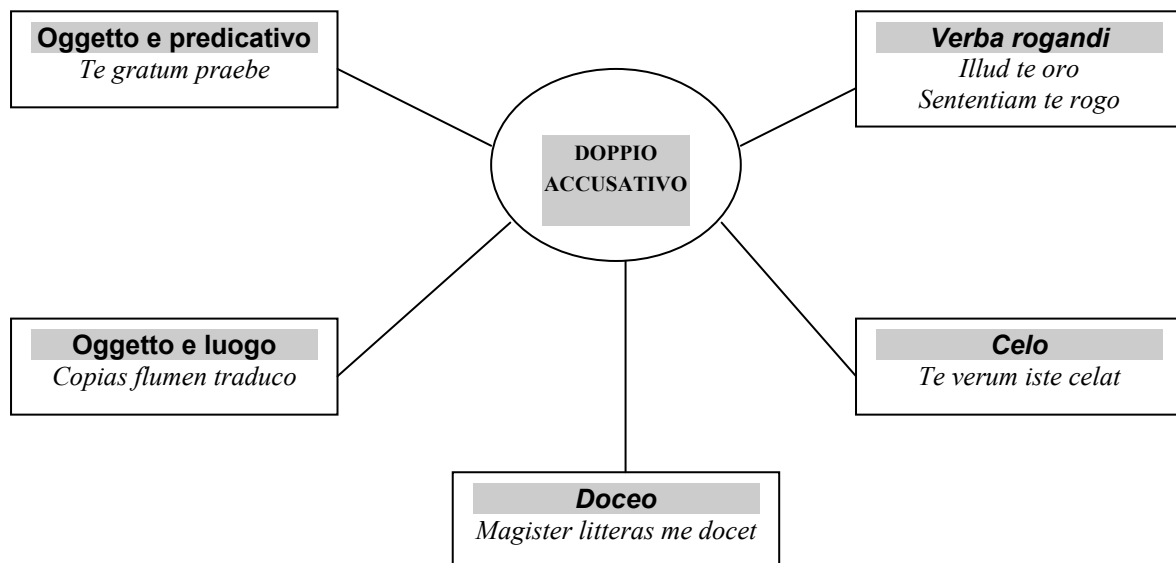 Oggetto e predicativo
Te gratum praebe
Verba rogandi
Illud te oro
Sententiam te rogo
DOPPIO
ACCUSATIVO
Oggetto e luogo
Copias flumen traduco
Celo
Te verum iste celat
Doceo
Magister litteras me docet